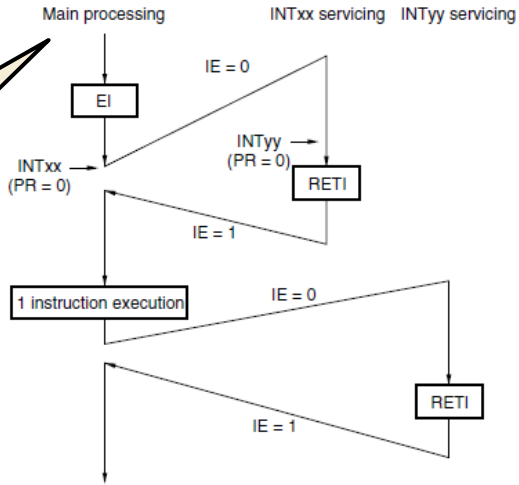 Main processing
INTxx servicing
INTyy servicing
IE = 0
EI
INTxx
(PR = 0)
INTyy
(PR = 0)
RETI
IE = 1
1 instruction execution
IE = 0
RETI
IE = 1